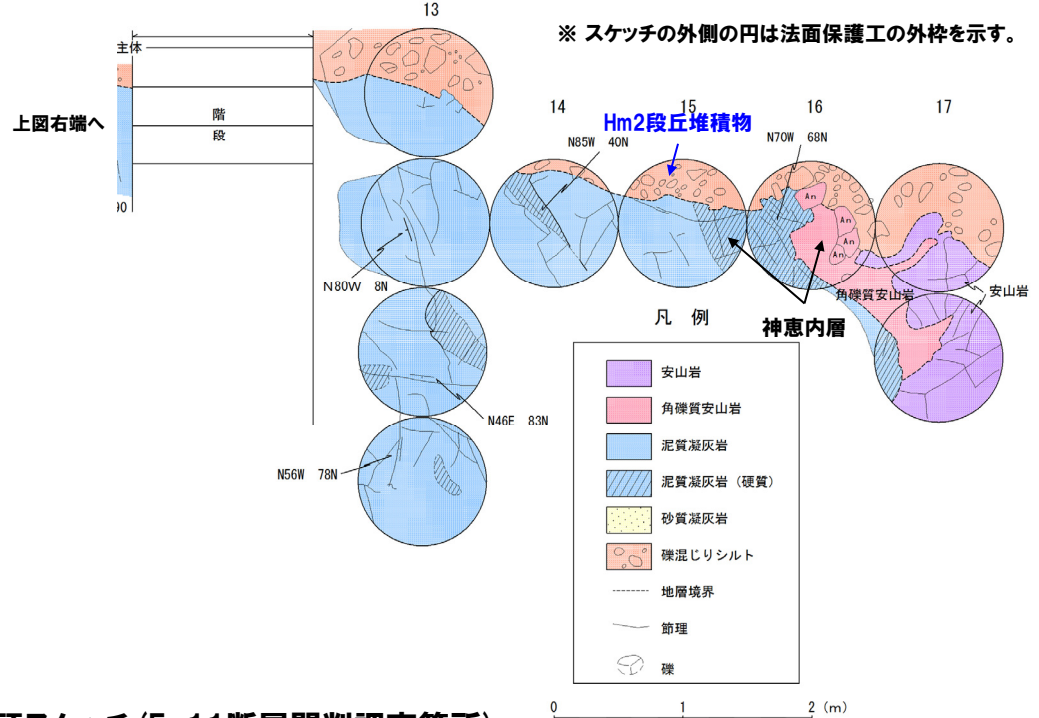 13
※ スケッチの外側の円は法面保護工の外枠を示す。
主体
上図右端へ
階
段
14
15
16
17
Hm2段丘堆積物
N85W 40N
N70W 68N
An
An
An
An
N80W 8N
角礫質安山岩
安山岩
神恵内層
N46E 83N
N56W 78N
凡 例
安山岩
角礫質安山岩
泥質凝灰岩
泥質凝灰岩（硬質）
砂質凝灰岩
礫混じりシルト
地層境界
節理
礫
0 1 2 (m)